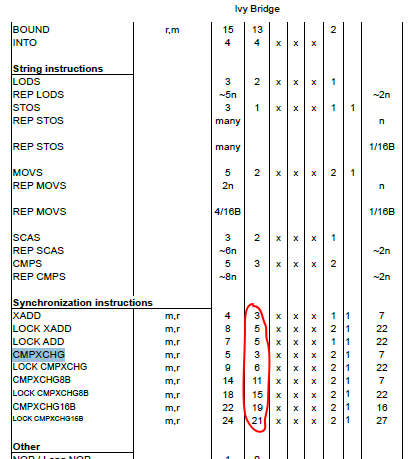 Ivy Bridge
BOUND r,m 15 13 2
INTO 4 4 x x x
String instructions
LODS 3 2 x x x 1
REP LODS ~5n ~2n
STOS 3 1 x x x 1 1
REP STOS many n
REP STOS many 1/16B
MOVS 5 2 x x x 2 1
REP MOVS 2n n
REP MOVS 4/16B 1/16B
SCAS 3 2 x x x 1
REP SCAS ~6n ~2n
CMPS 5 3 x x x 2
REP CMPS ~8n ~2n
Synchronization instructions
XADD m,r 4 3 x x x 1 1 7
LOCK XADD m,r 8 5 x x x 2 1 22
LOCK ADD m,r 7 5 x x x 2 1 22
CMPXCHG m,r 5 3 x x x 2 1 7
LOCK CMPXCHG m,r 9 6 x x x 2 1 22
CMPXCHG8B m,r 14 11 x x x 2 1 7
LOCK CMPXCHG8B m,r 18 15 x x x 2 1 22
CMPXCHG16B m,r 22 19 x x x 2 1 16
LOCK CMPXCHG16B m,r 24 21 x x x 2 1 27
Other